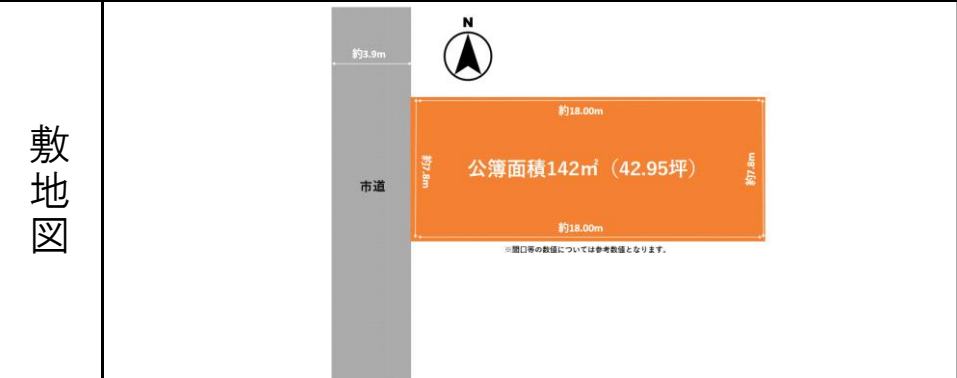 敷地図
N
約3.9m
約18.00m
約7.8m
公簿面積142㎡（42.95坪）
約7.8m
市道
約18.00m
※間口等の数値については参考数値となります。